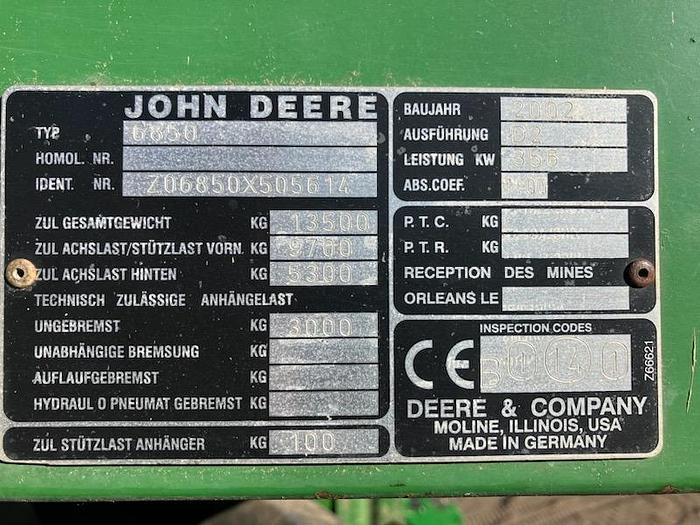 JOHN DEERE
TYP 6850
HOMOL. NR.
IDENT. NR. Z06850X505614
ZUL GESAMTGEWICHT KG 13500
ZUL ACHSLAST/STÜTZLAST VORN. KG 9700
ZUL ACHSLAST HINTEN KG 5300
TECHNISCH ZULÄSSIGE ANHÄNGELAST
UNGEBREMST KG 3000
UNABHÄNGIGE BREMSUNG KG
AUFLAUFGEBREMST KG
HYDRAUL O PNEUMAT GEBREMST KG
ZUL STÜTZLAST ANHÄNGER KG 100
BAUJAHR 2002
AUSFÜHRUNG D2
LEISTUNG KW 356
ABS.COEF.
P.T.C. KG
P.T.R. KG
RECEPTION DES MINES
ORLEANS LE
INSPECTION CODES
CE
Z66621
DEERE & COMPANY
MOLINE, ILLINOIS, USA
MADE IN GERMANY